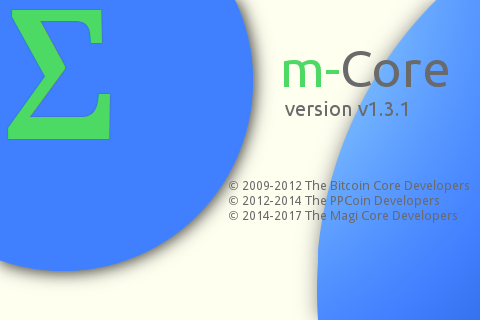 Σ
m-Core
version v1.3.1
© 2009-2012 The Bitcoin Core Developers
© 2012-2014 The PPCoin Developers
© 2014-2017 The Magi Core Developers